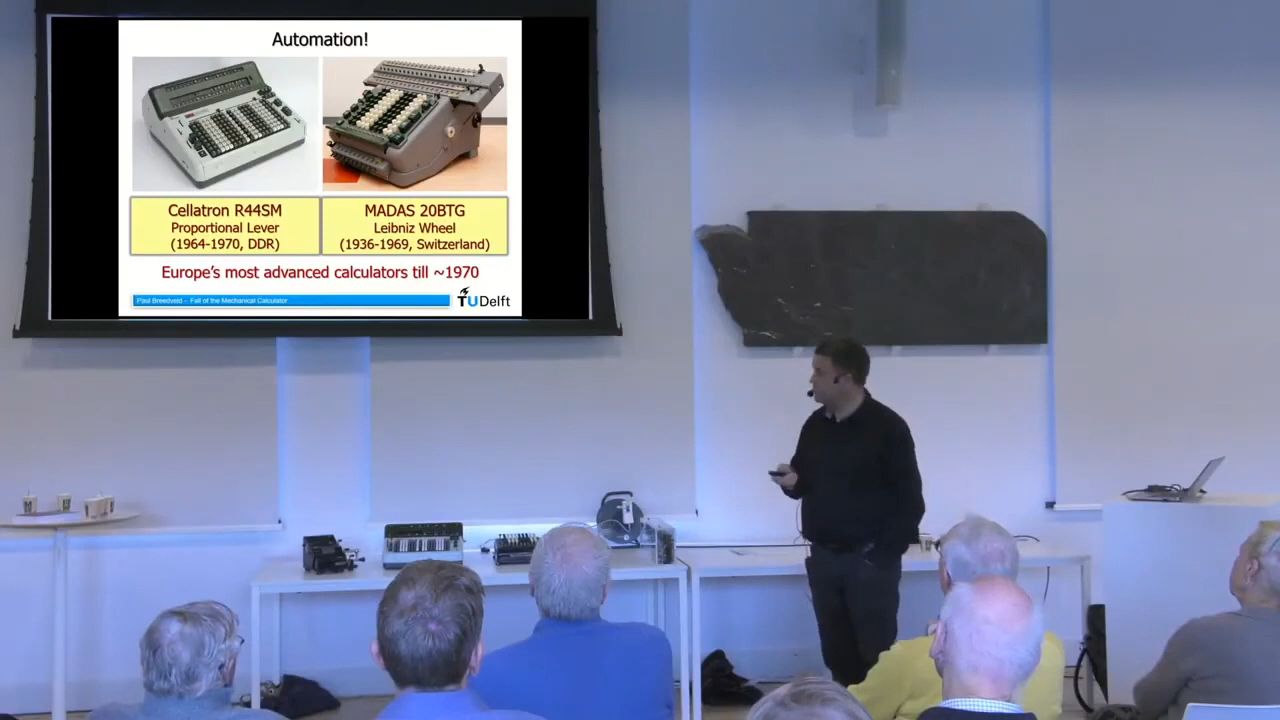 Automation!
Cellatron R44SM
Proportional Lever
(1964-1970, DDR)
MADAS 20BTG
Leibniz Wheel
(1936-1969, Switzerland)
Europe's most advanced calculators till ~1970
Paul Breedveld – Fall of the Mechanical Calculator
TUDelft